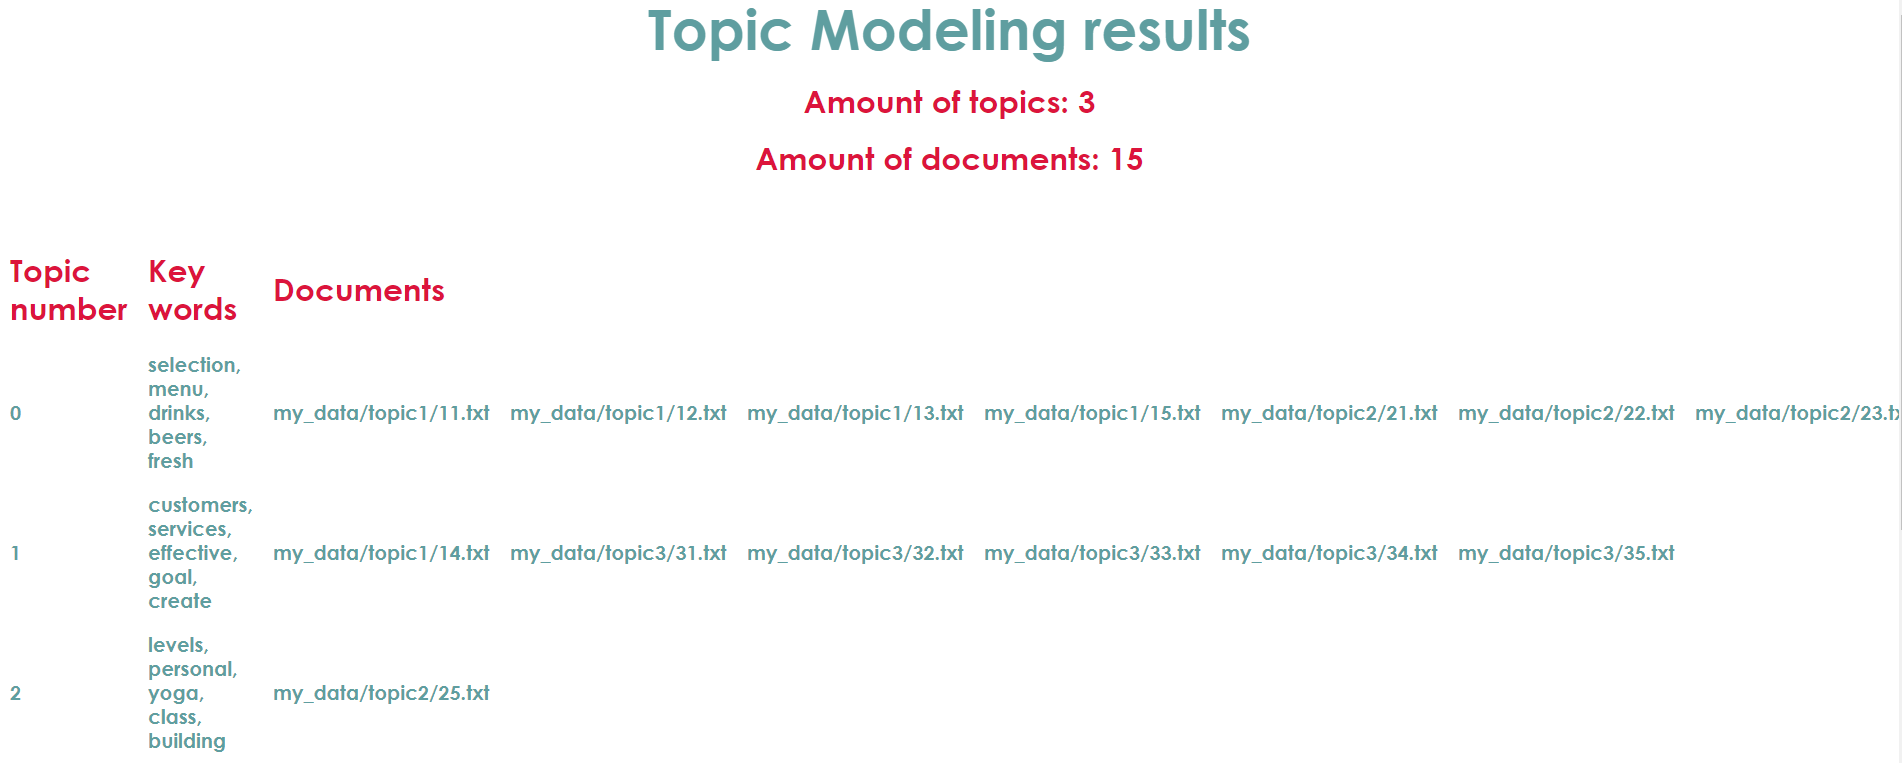 Topic Modeling results
Amount of topics: 3
Amount of documents: 15
Topic number
Key words
Documents
0
selection,
menu,
drinks,
beers,
fresh
my_data/topic1/11.txt my_data/topic1/12.txt my_data/topic1/13.txt my_data/topic1/15.txt my_data/topic2/21.txt my_data/topic2/22.txt my_data/topic2/23.t
1
customers,
services,
effective,
goal,
create
my_data/topic1/14.txt my_data/topic3/31.txt my_data/topic3/32.txt my_data/topic3/33.txt my_data/topic3/34.txt my_data/topic3/35.txt
2
levels,
personal,
yoga,
class,
building
my_data/topic2/25.txt